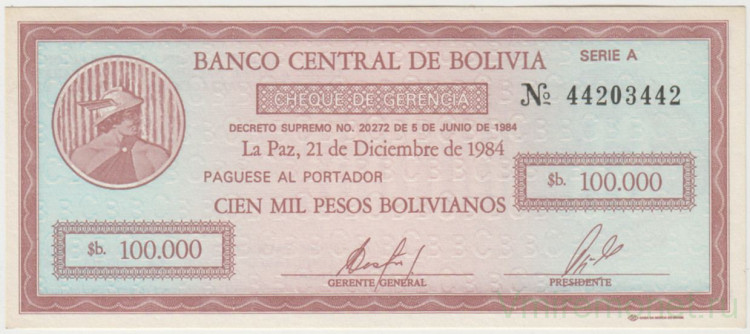 BANCO CENTRAL DE BOLIVIA
SERIE A
CHEQUE DE GERENCIA
Nº 44203442
DECRETO SUPREMO NO. 20272 DE 5 DE JUNIO DE 1984
La Paz, 21 de Diciembre de 1984
PAGUESE AL PORTADOR
$b. 100.000
CIEN MIL PESOS BOLIVIANOS
$b. 100.000
GERENTE GENERAL
PRESIDENTE